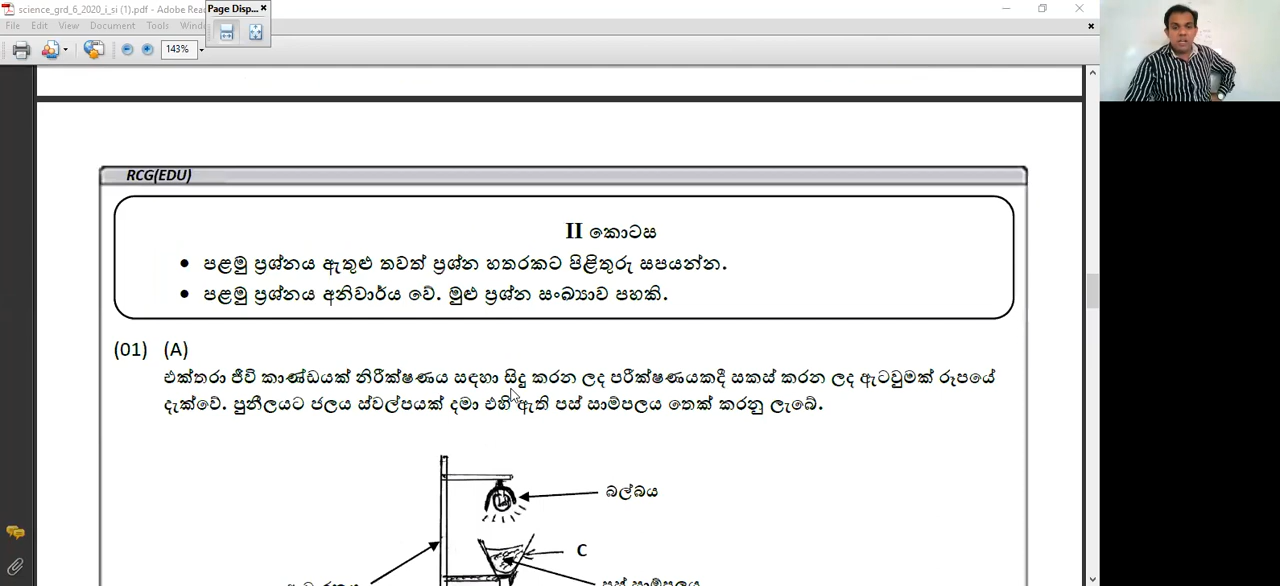 science_grd_6_2020_i_si (1).pdf - Adobe Rea
Page Disp...
File Edit View Document Tools Wind
143%
RCG(EDU)
II කොටස
• පළමු ප්‍රශ්නය ඇතුළු තවත් ප්‍රශ්න හතරකට පිළිතුරු සපයන්න.
• පළමු ප්‍රශ්නය අනිවාර්ය වේ. මුළු ප්‍රශ්න සංඛ්‍යාව පහකි.
(01) (A)
එක්තරා ජීවි කාණ්ඩයක් නිරීක්ෂණය සඳහා සිදු කරන ලද පරීක්ෂණයකදී සකස් කරන ලද ඇටවුමක් රූපයේ
දැක්වේ. පුනීලයට ජලය ස්වල්පයක් දමා එහි ඇති පස් සාම්පලය තෙක් කරනු ලැබේ.
බල්බය
C
පස් සාම්පලය